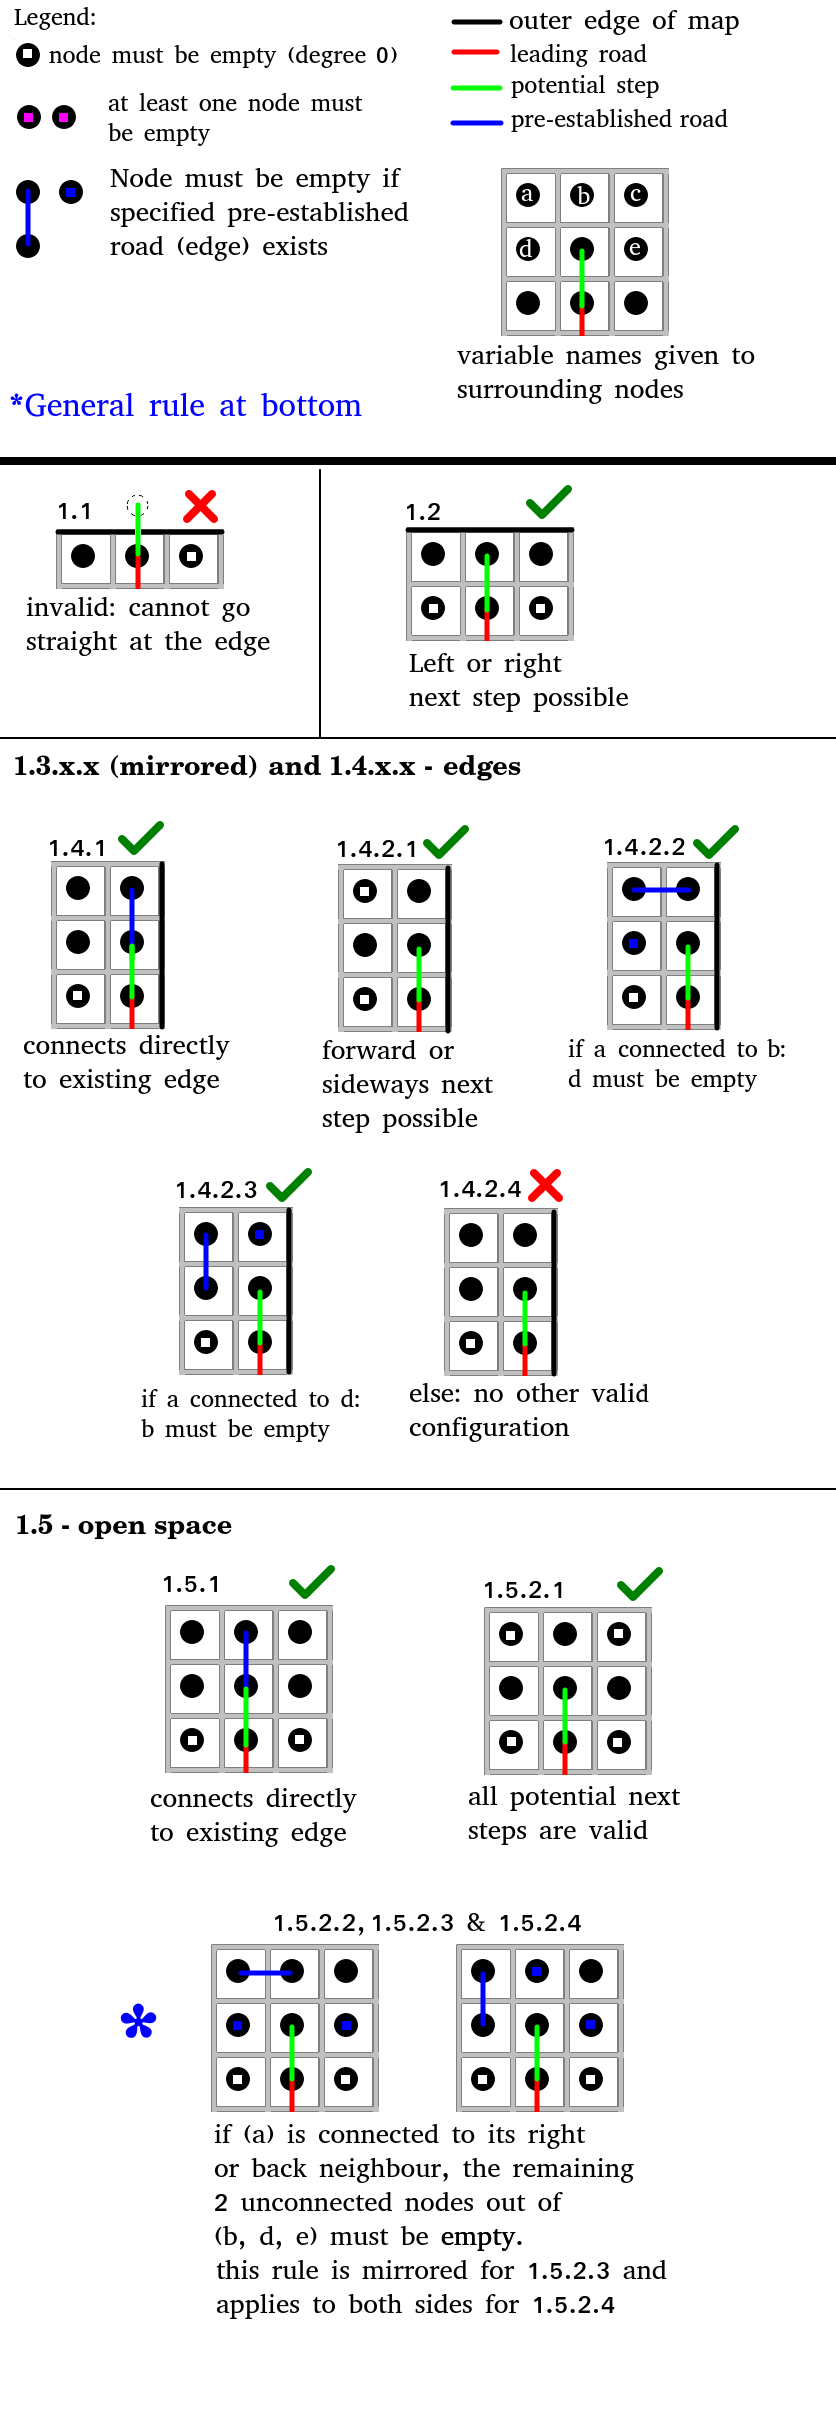 Legend:
node must be empty (degree 0)
at least one node must
be empty
Node must be empty if
specified pre-established
road (edge) exists
outer edge of map
leading road
potential step
pre-established road
a b c
d e
variable names given to
surrounding nodes
*General rule at bottom
1.1
invalid: cannot go
straight at the edge
1.2
Left or right
next step possible
1.3.x.x (mirrored) and 1.4.x.x - edges
1.4.1
connects directly
to existing edge
1.4.2.1
forward or
sideways next
step possible
1.4.2.2
if a connected to b:
d must be empty
1.4.2.3
if a connected to d:
b must be empty
1.4.2.4
else: no other valid
configuration
1.5 - open space
1.5.1
connects directly
to existing edge
1.5.2.1
all potential next
steps are valid
1.5.2.2, 1.5.2.3 & 1.5.2.4
*
if (a) is connected to its right
or back neighbour, the remaining
2 unconnected nodes out of
(b, d, e) must be empty.
this rule is mirrored for 1.5.2.3 and
applies to both sides for 1.5.2.4